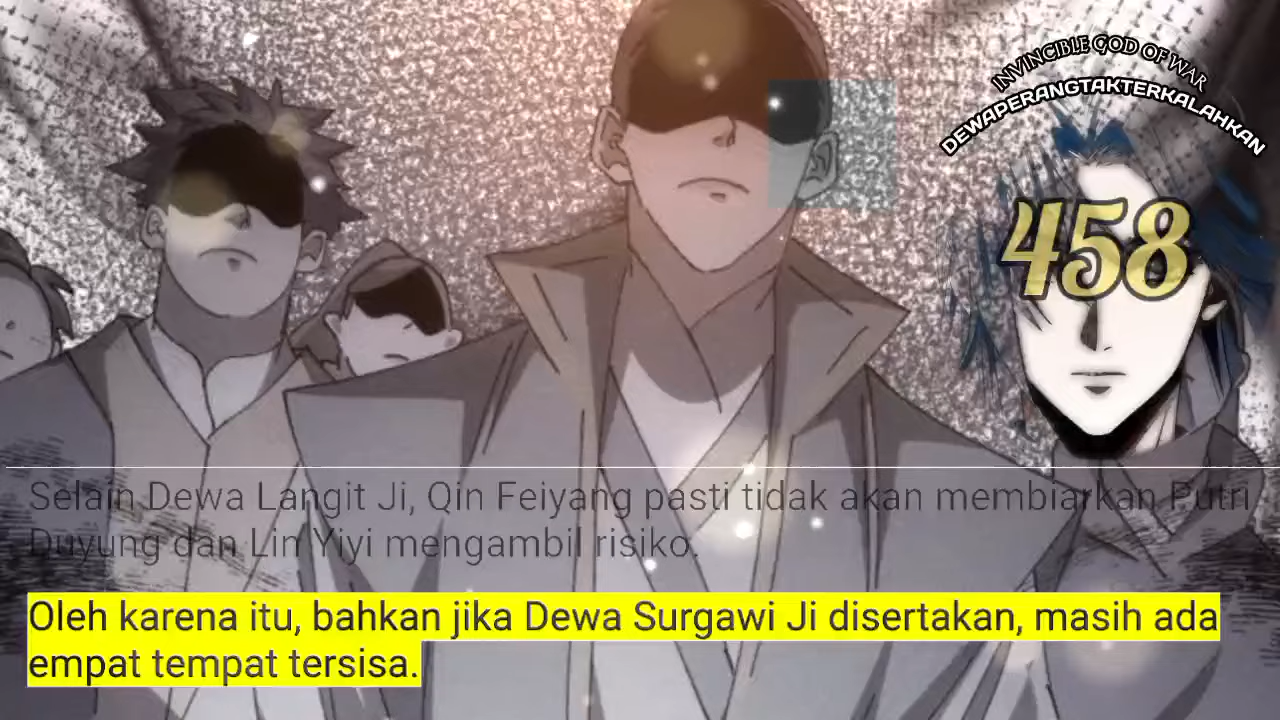 INVINCIBLE GOD OF WAR
DEWAPERANGTAKTERKALAHKAN
458
Selain Dewa Langit Ji, Qin Feiyang pasti tidak akan membiarkan Putri
Duyung dan Lin Yiyi mengambil risiko.
Oleh karena itu, bahkan jika Dewa Surgawi Ji disertakan, masih ada
empat tempat tersisa.